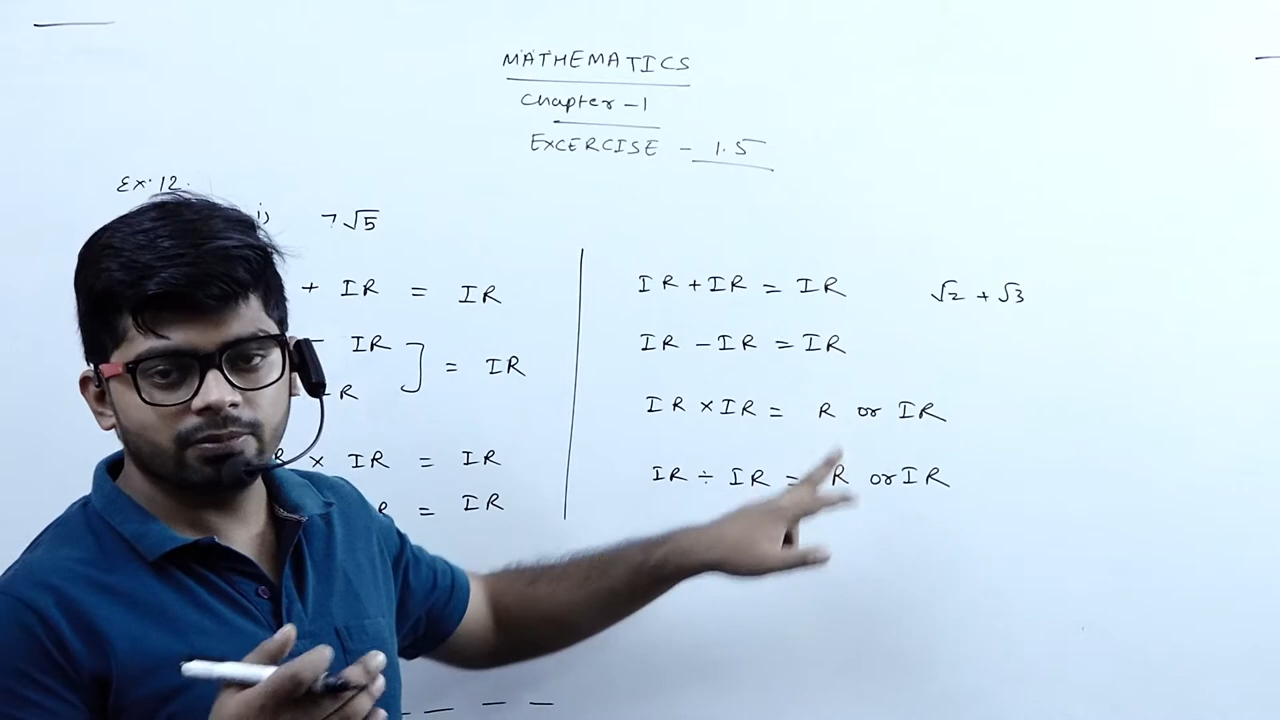 MATHEMATICS
Chapter -1
EXCERCISE - 1.5
Ex. 12.
7√5
+ IR = IR
- IR
- R
] = IR
R × IR = IR
R = IR
IR + IR = IR
√2 + √3
IR - IR = IR
IR × IR = R or IR
IR ÷ IR = R or IR